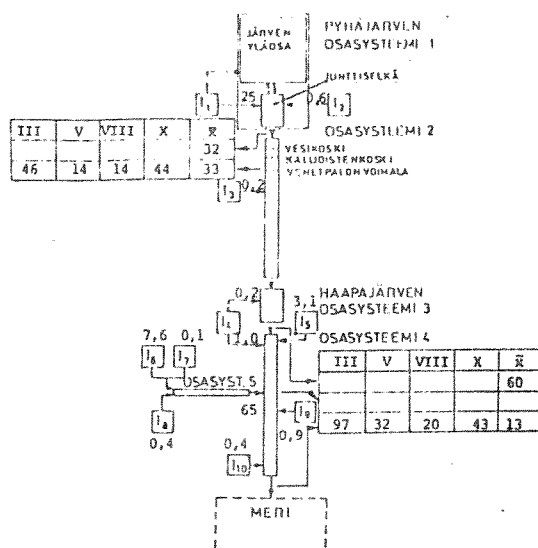 JÄRVEN
YLÄOSA
PYHÄJÄRVEN
OSASYSTEEMI 1
JUNTTISELKÄ
I1 25 0,6 I2
OSASYSTEEMI 2
III V VIII X x̄
32
46 14 14 44 33
VESIKOSKI
KALLIOISTENKOSKI
VENETPALON VOIMALA
I3 0,2
0,2
HAAPAJÄRVEN
OSASYSTEEMI 3
I4 3,1 I5
OSASYSTEEMI 4
7,6 0,1
I6 I7
OSASYST.5
65
I8
0,4
I9
0,9
0,4
I10
III V VIII X x̄
60
97 32 20 43 13
MERI